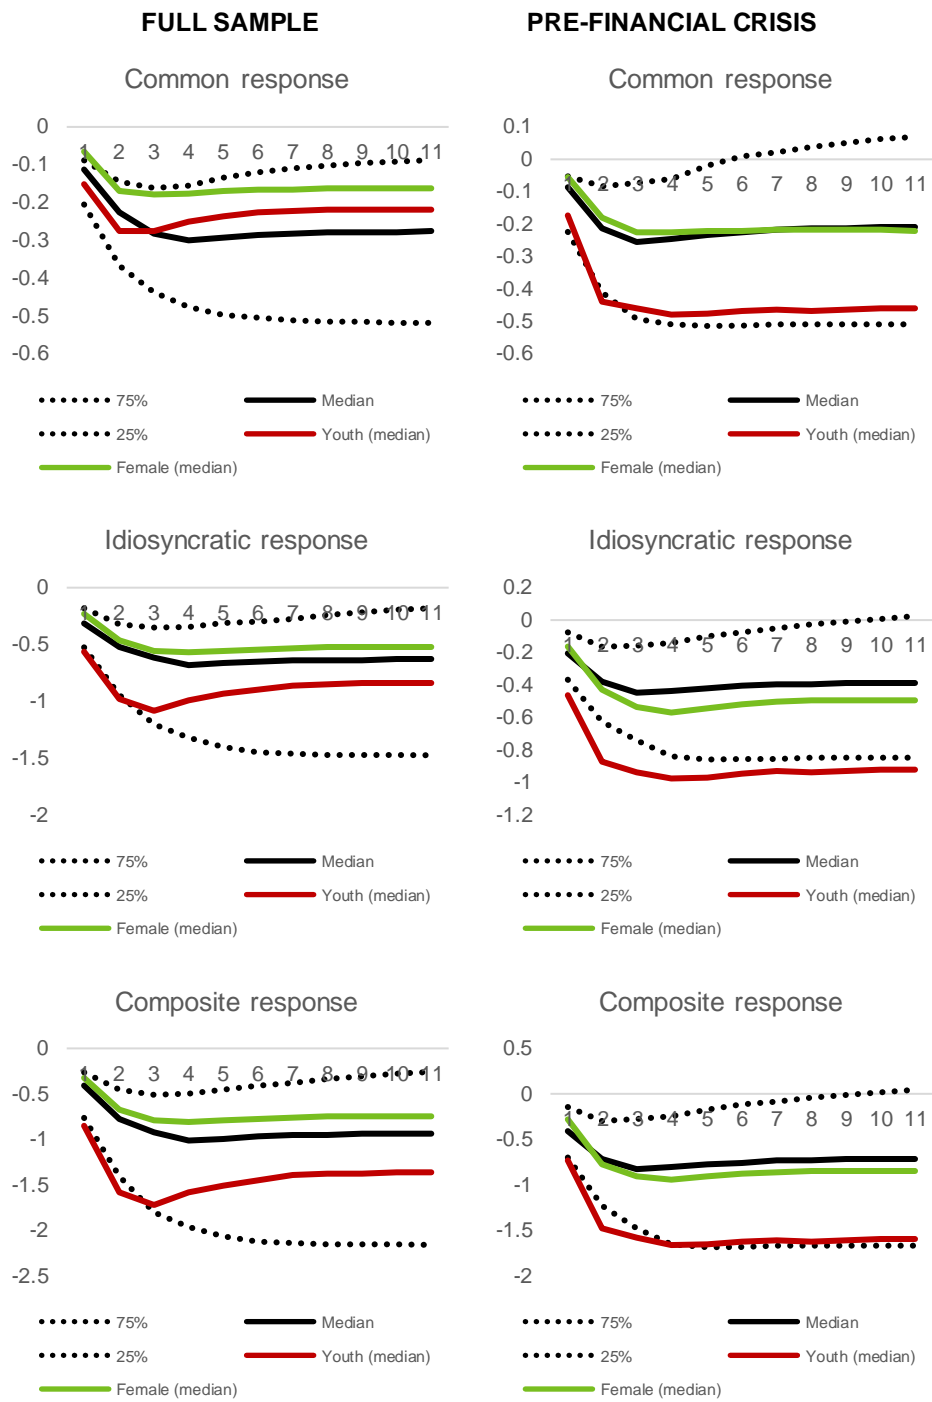 FULL SAMPLE PRE-FINANCIAL CRISIS
Common response
0
-0.1
-0.2
-0.3
-0.4
-0.5
-0.6
1 2 3 4 5 6 7 8 9 10 11
75% Median
25% Youth (median)
Female (median)
Common response
0.1
0
-0.1
-0.2
-0.3
-0.4
-0.5
-0.6
1 2 3 4 5 6 7 8 9 10 11
75% Median
25% Youth (median)
Female (median)
Idiosyncratic response
0
-0.5
-1
-1.5
-2
1 2 3 4 5 6 7 8 9 10 11
75% Median
25% Youth (median)
Female (median)
Idiosyncratic response
0.2
0
-0.2
-0.4
-0.6
-0.8
-1
-1.2
1 2 3 4 5 6 7 8 9 10 11
75% Median
25% Youth (median)
Female (median)
Composite response
0
-0.5
-1
-1.5
-2
-2.5
1 2 3 4 5 6 7 8 9 10 11
75% Median
25% Youth (median)
Female (median)
Composite response
0.5
0
-0.5
-1
-1.5
-2
1 2 3 4 5 6 7 8 9 10 11
75% Median
25% Youth (median)
Female (median)